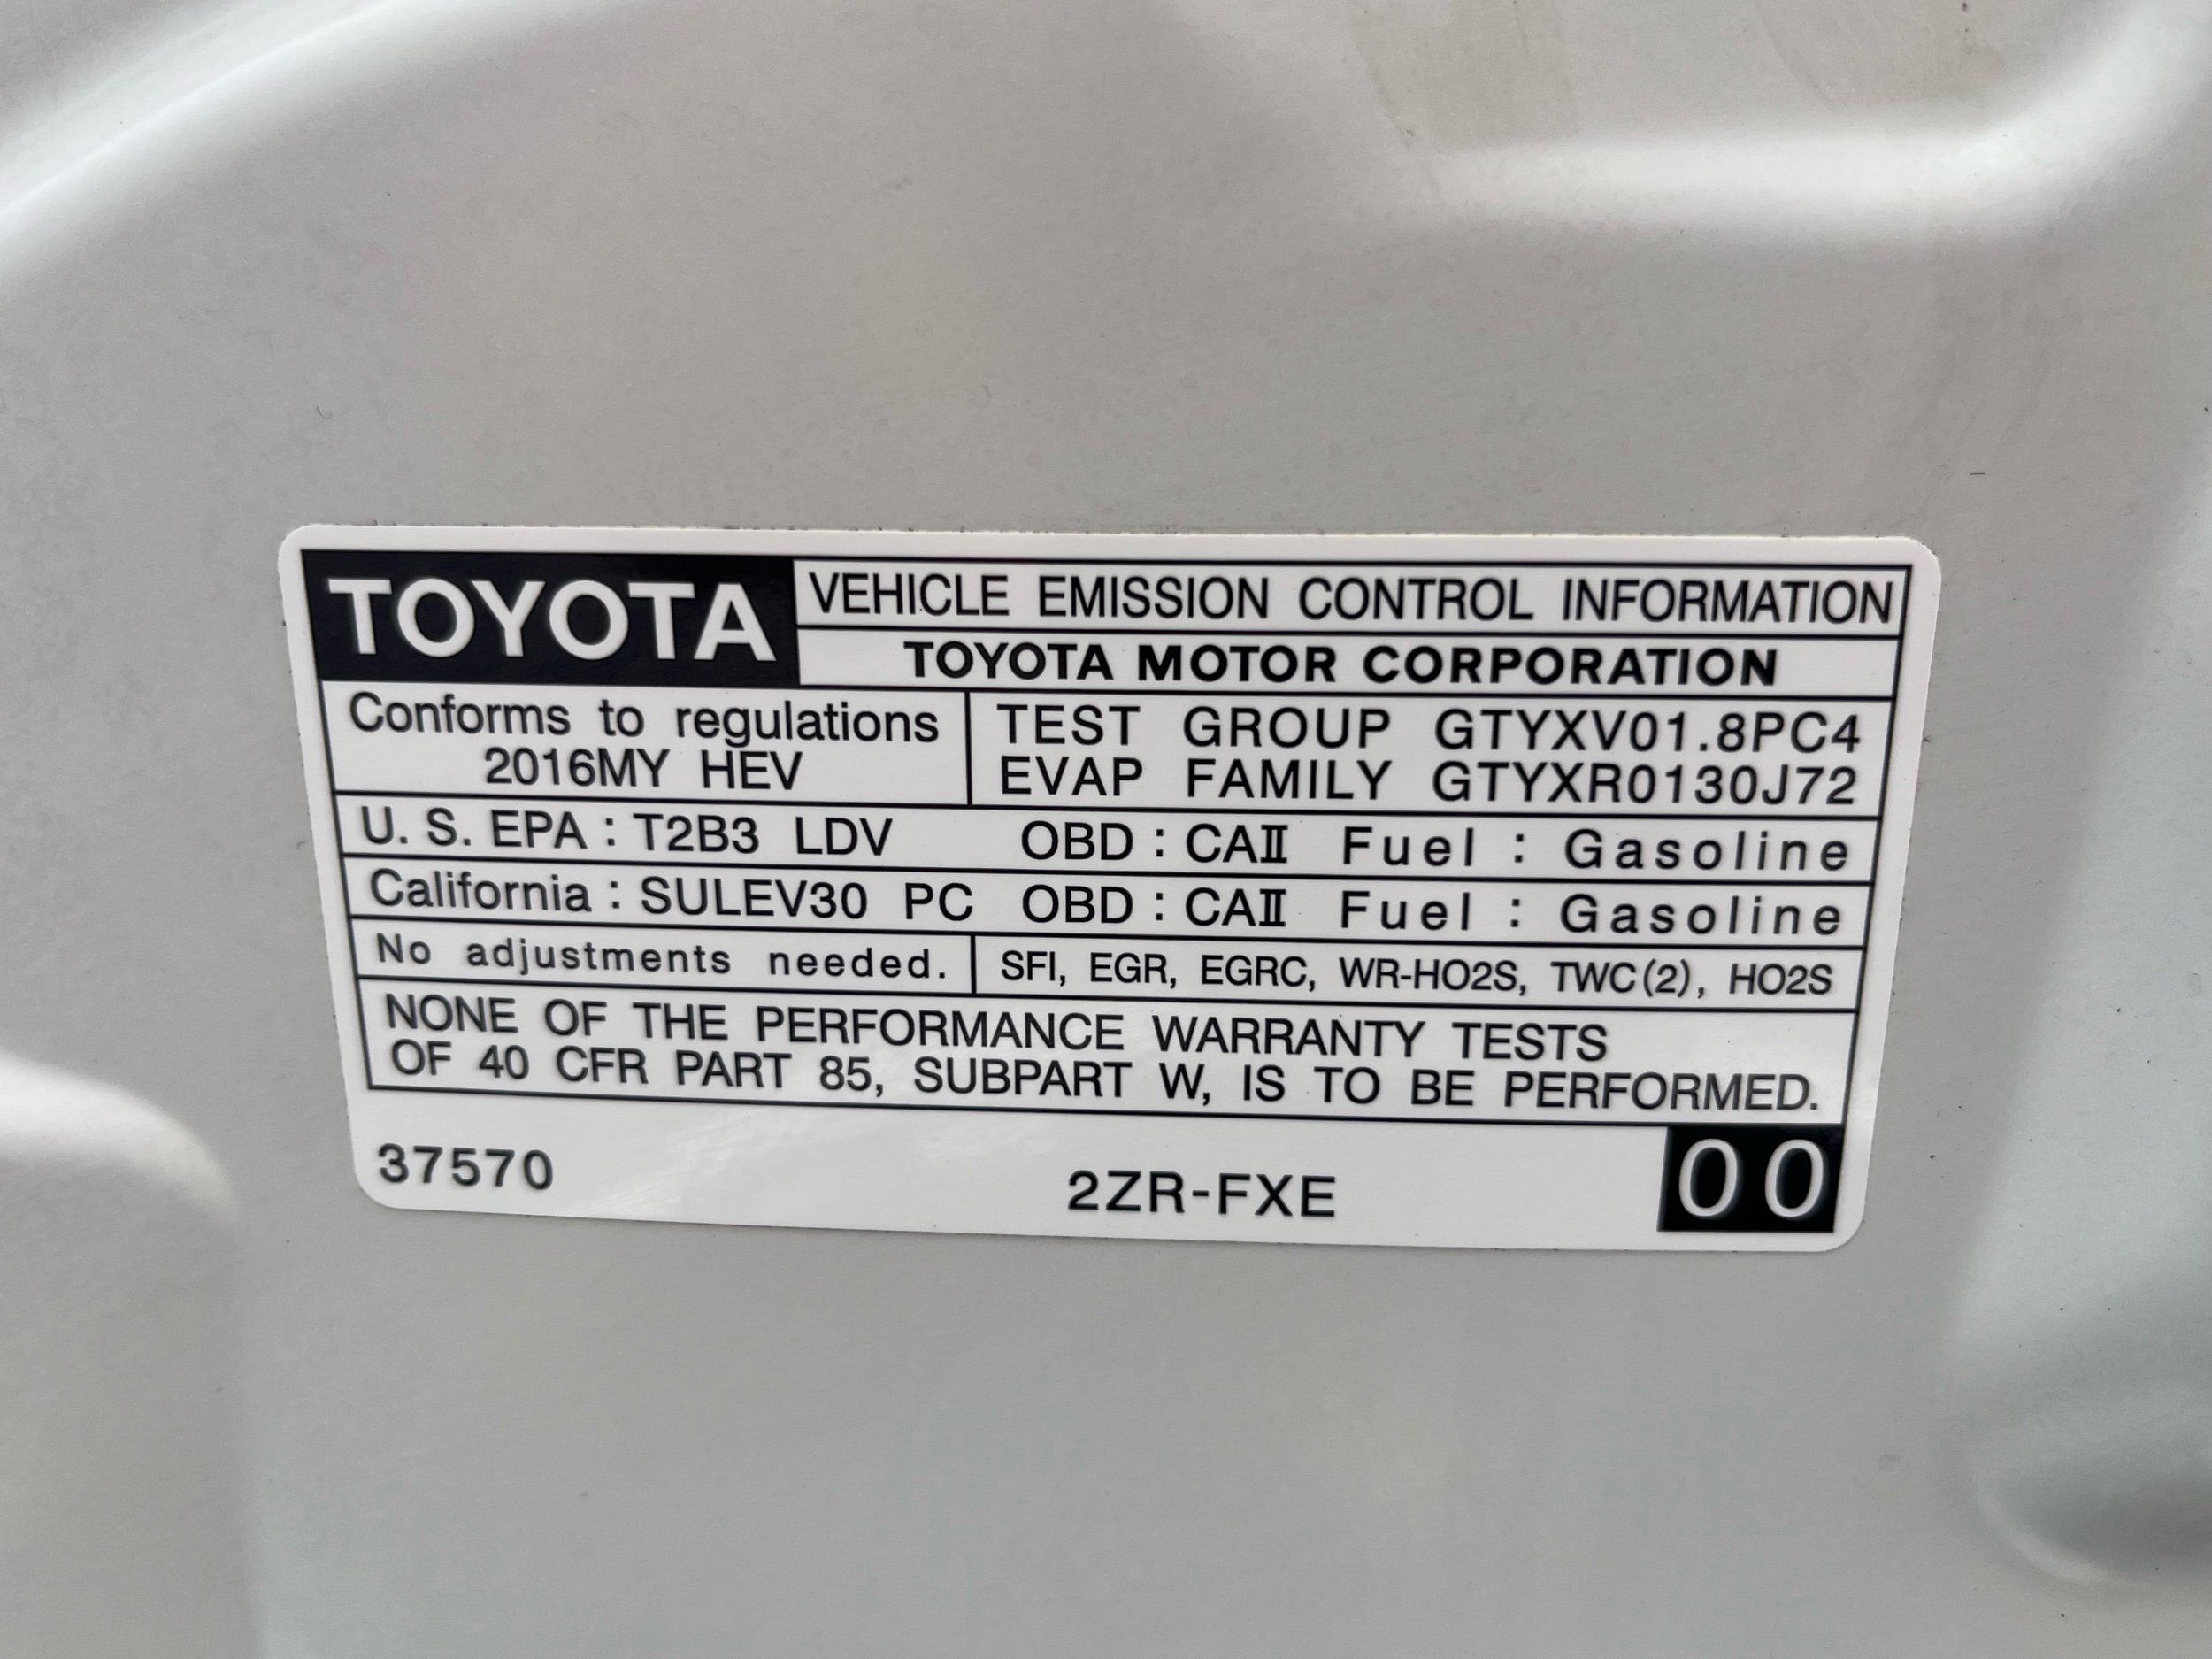 TOYOTA
VEHICLE EMISSION CONTROL INFORMATION
TOYOTA MOTOR CORPORATION
Conforms to regulations
2016MY HEV
TEST GROUP GTYXV01.8PC4
EVAP FAMILY GTYXR0130J72
U. S. EPA : T2B3 LDV OBD : CAⅡ Fuel : Gasoline
California : SULEV30 PC OBD : CAⅡ Fuel : Gasoline
No adjustments needed.
SFI, EGR, EGRC, WR-HO2S, TWC(2), HO2S
NONE OF THE PERFORMANCE WARRANTY TESTS
OF 40 CFR PART 85, SUBPART W, IS TO BE PERFORMED.
37570
2ZR-FXE
00